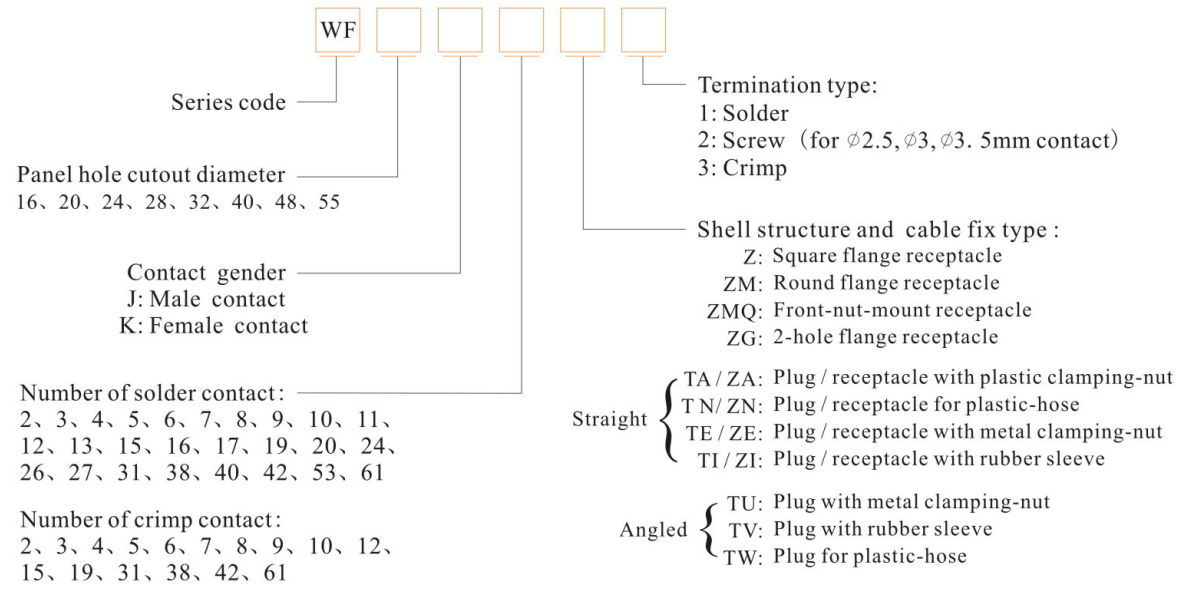 WF
Series code
Panel hole cutout diameter
16、20、24、28、32、40、48、55
Contact gender
J: Male contact
K: Female contact
Number of solder contact:
2、3、4、5、6、7、8、9、10、11、
12、13、15、16、17、19、20、24、
26、27、31、38、40、42、53、61
Number of crimp contact:
2、3、4、5、6、7、8、9、10、12、
15、19、31、38、42、61
Termination type:
1: Solder
2: Screw（for ∅2.5,∅3,∅3. 5mm contact）
3: Crimp
Shell structure and cable fix type :
Z: Square flange receptacle
ZM: Round flange receptacle
ZMQ: Front-nut-mount receptacle
ZG: 2-hole flange receptacle
Straight
TA / ZA: Plug / receptacle with plastic clamping-nut
T N/ ZN: Plug / receptacle for plastic-hose
TE / ZE: Plug / receptacle with metal clamping-nut
TI / ZI: Plug / receptacle with rubber sleeve
Angled
TU: Plug with metal clamping-nut
TV: Plug with rubber sleeve
TW: Plug for plastic-hose